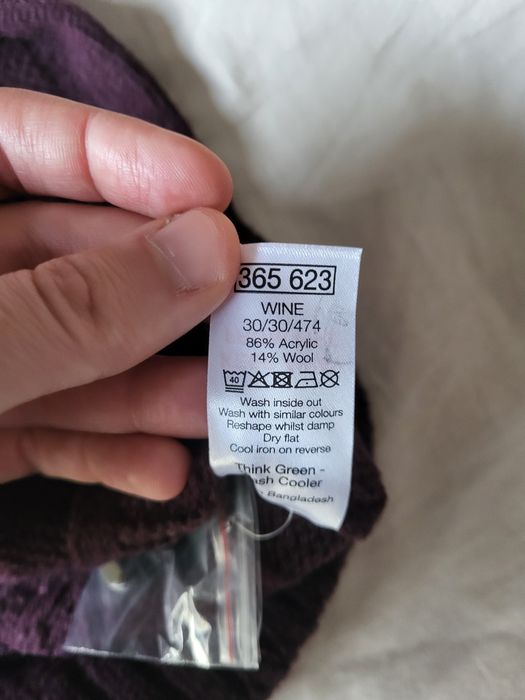 365 623
WINE
30/30/474
86% Acrylic
14% Wool
40
Wash inside out
Wash with similar colours
Reshape whilst damp
Dry flat
Cool iron on reverse
Think Green -
Cooler
Bangladesh